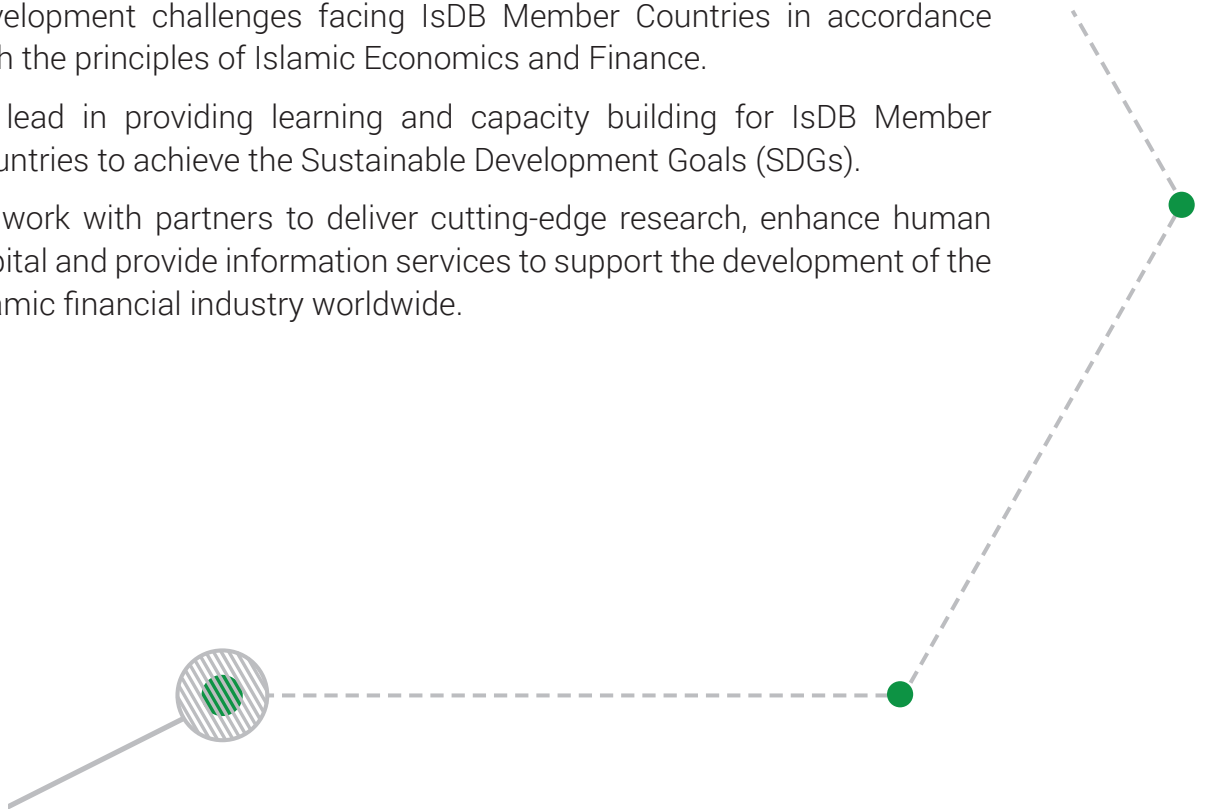 velopment challenges facing IsDB Member Countries in accordance
h the principles of Islamic Economics and Finance.
lead in providing learning and capacity building for IsDB Member
untries to achieve the Sustainable Development Goals (SDGs).
work with partners to deliver cutting-edge research, enhance human
pital and provide information services to support the development of the
amic financial industry worldwide.